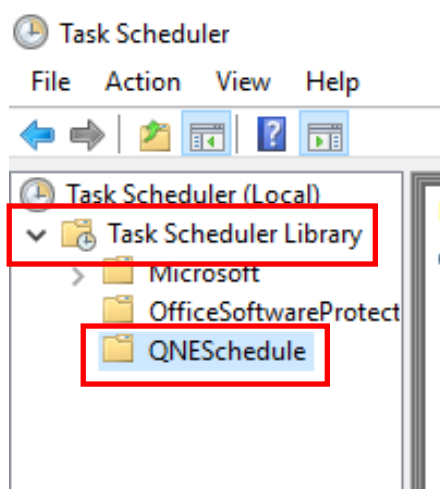 Task Scheduler
File Action View Help
Task Scheduler (Local)
Task Scheduler Library
Microsoft
OfficeSoftwareProtect
QNESchedule